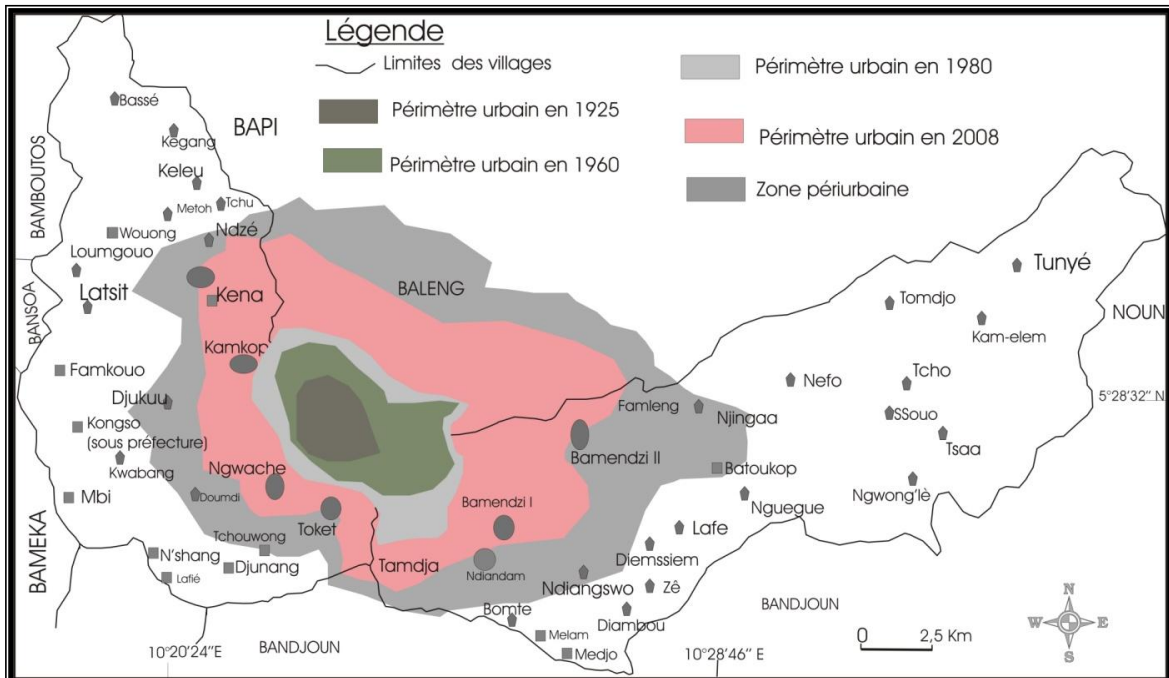 Légende
Limites des villages
Périmètre urbain en 1925
Périmètre urbain en 1960
Périmètre urbain en 1980
Périmètre urbain en 2008
Zone périurbaine
Bassé
Kegang
BAPI
BAMBOUTOS
Keleu
Metoh
Tchu
Wouong
Ndzé
Loumgouo
Latsit
BANSOA
Kena
BALENG
Tunyé
Tomdjo
NOUN
Kam-elem
Kamkop
Famkouo
Djukuu
Nefo
Tcho
5°28'32'' N
Famleng
Njingaa
SSouo
Kongso
(sous préfecture)
Tsaa
Kwabang
Bamendzi II
Ngwache
Batoukop
Mbi
Doumdi
Bamendzi I
Nguegue
Ngwong'lè
Toket
Lafe
Tchouwong
N'shang
Djunang
Lafié
BAMEKA
Tamdja
Ndiandam
Diemssiem
Ndiangswo
Zê
Bomte
Diambou
BANDJOUN
Melam
Medjo
BANDJOUN
10°20'24''E
10°28'46'' E
0 2,5 Km
N
W E
S